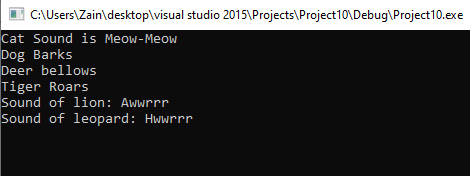 C:\Users\Zain\desktop\visual studio 2015\Projects\Project10\Debug\Project10.exe
Cat Sound is Meow-Meow
Dog Barks
Deer bellows
Tiger Roars
Sound of lion: Awwrrr
Sound of leopard: Hwwrrr